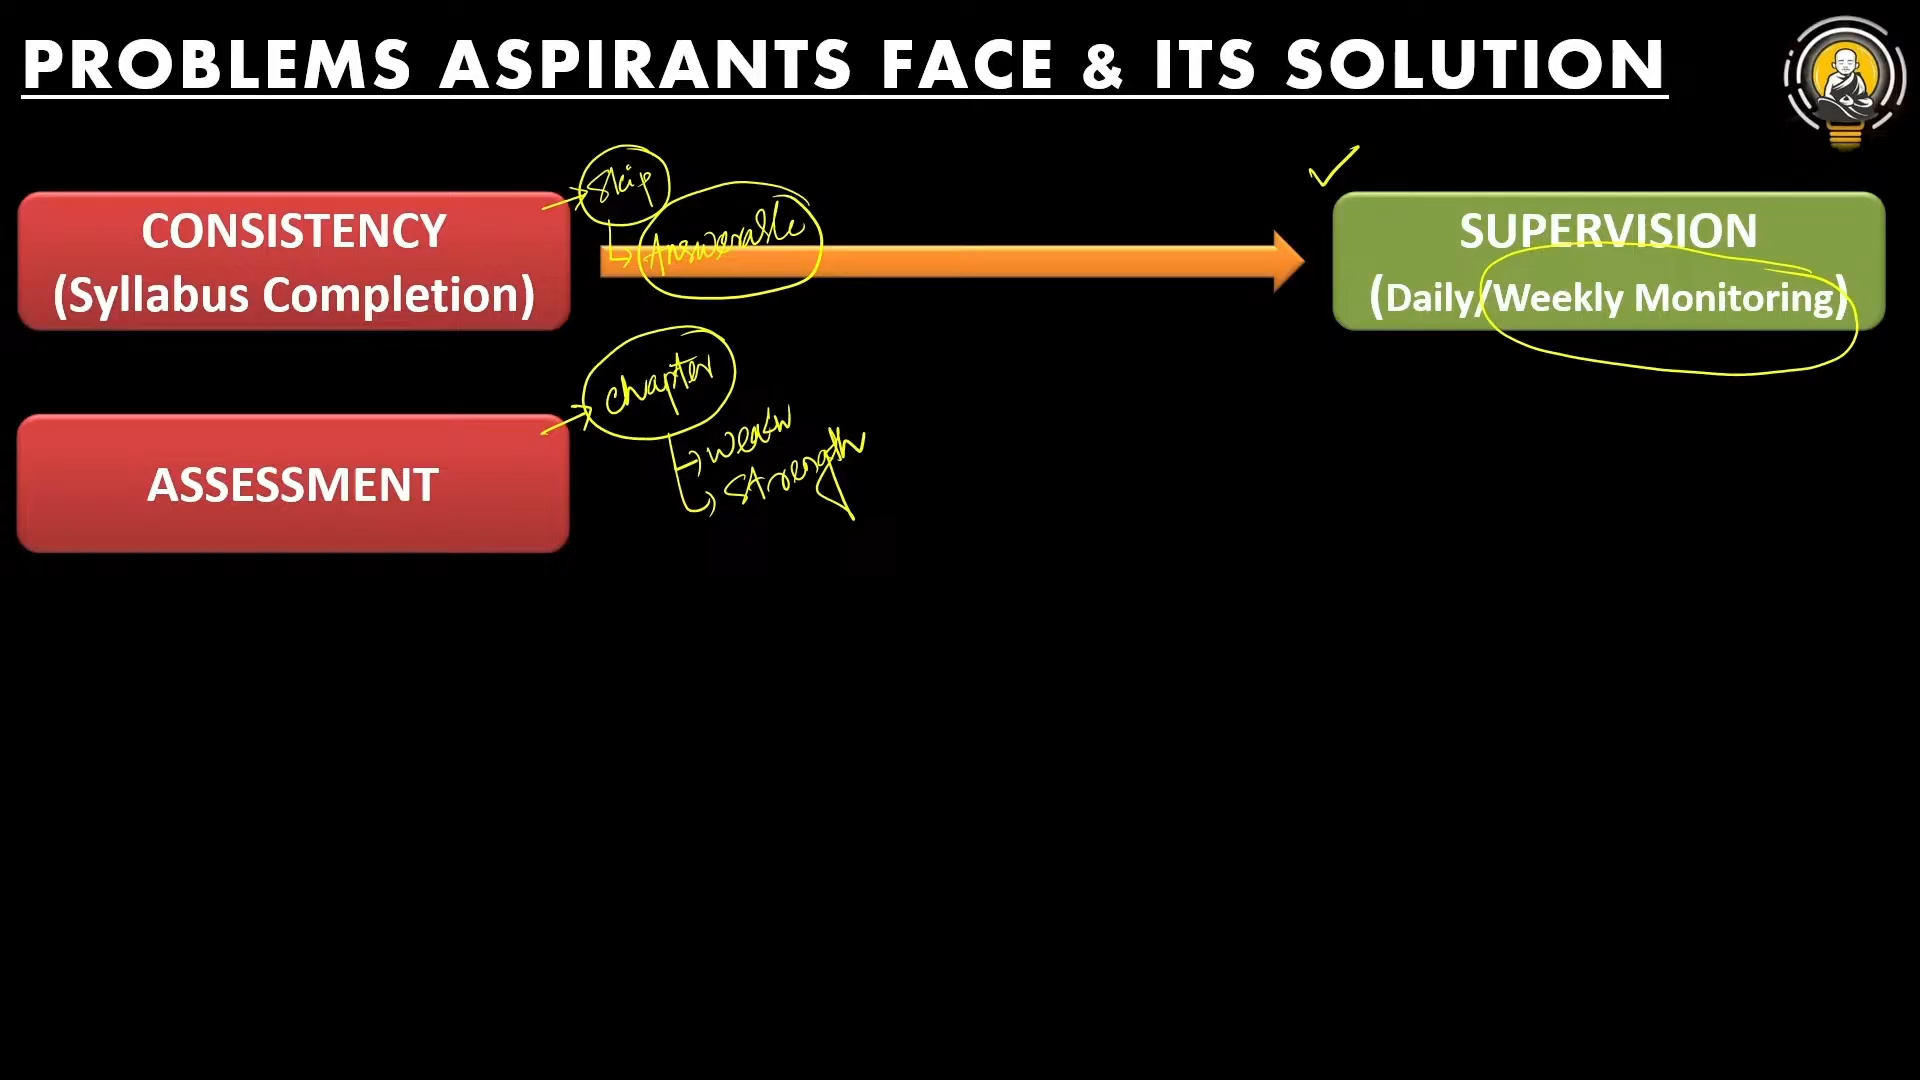 PROBLEMS ASPIRANTS FACE & ITS SOLUTION
Skip
CONSISTENCY
(Syllabus Completion)
Answerable
SUPERVISION
(Daily/Weekly Monitoring)
chapter
weak
strength
ASSESSMENT